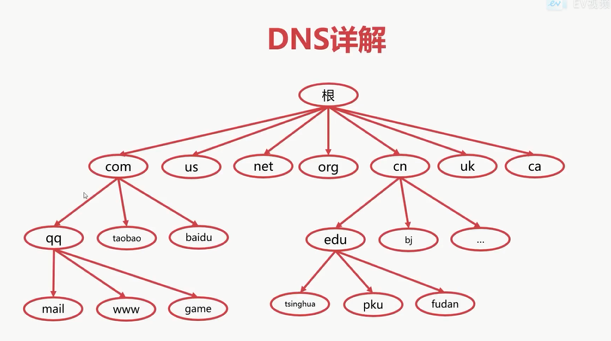 DNS详解
根
com
us
net
org
cn
uk
ca
qq
taobao
baidu
edu
bj
...
mail
www
game
tsinghua
pku
fudan